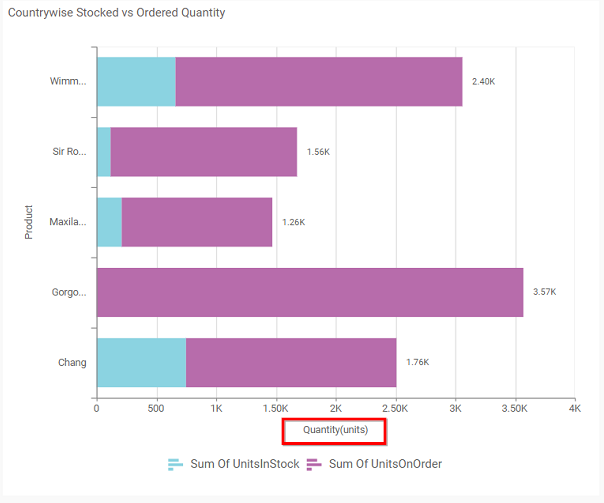 Countrywise Stocked vs Ordered Quantity
Wimm...
2.40K
Sir Ro...
1.56K
Maxila...
1.26K
Product
Gorgo...
3.57K
Chang
1.76K
0 500 1K 1.50K 2K 2.50K 3K 3.50K 4K
Quantity(units)
Sum Of UnitsInStock Sum Of UnitsOnOrder